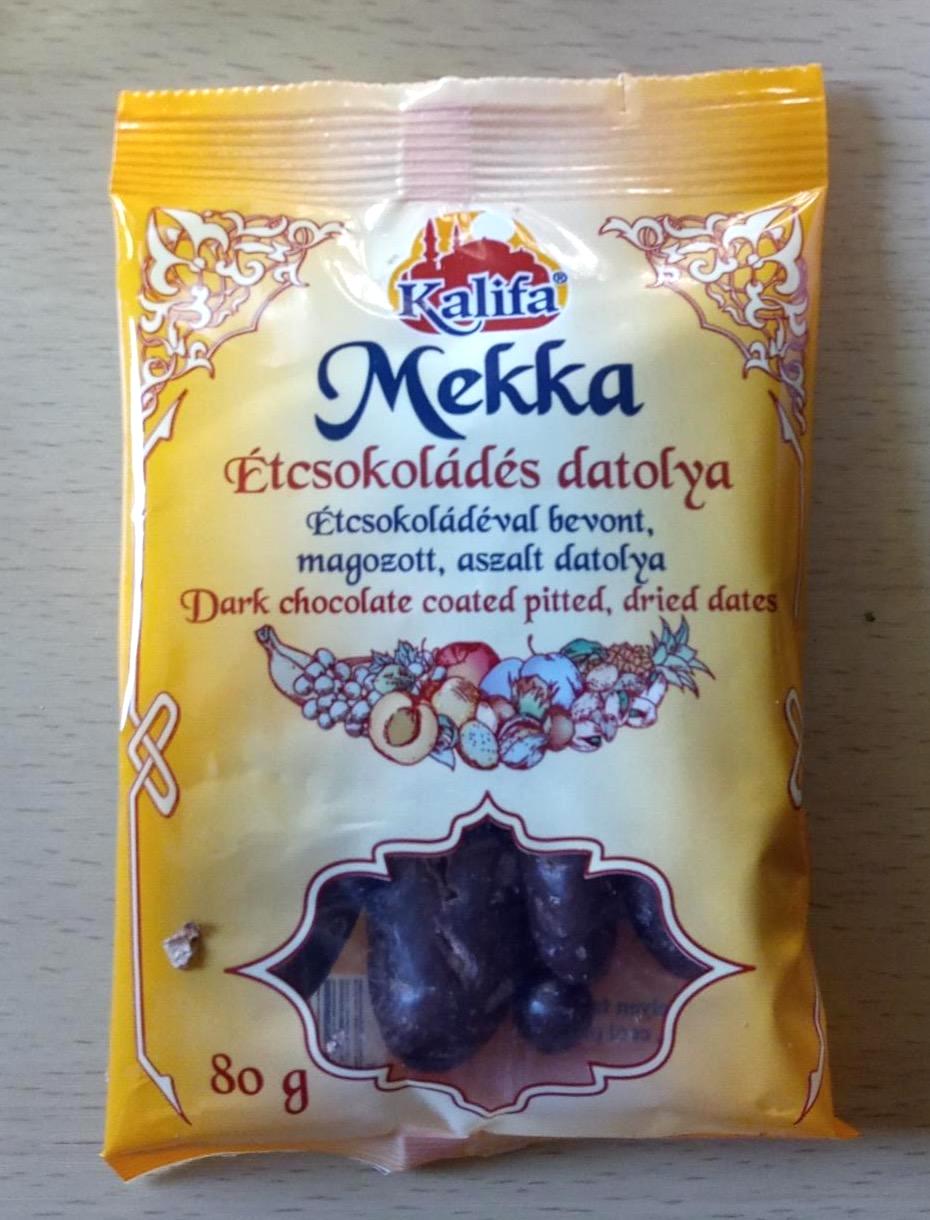 Kalifa®
Mekka
Étcsokoládés datolya
Étcsokoládéval bevont,
magozott, aszalt datolya
Dark chocolate coated pitted, dried dates
80 g